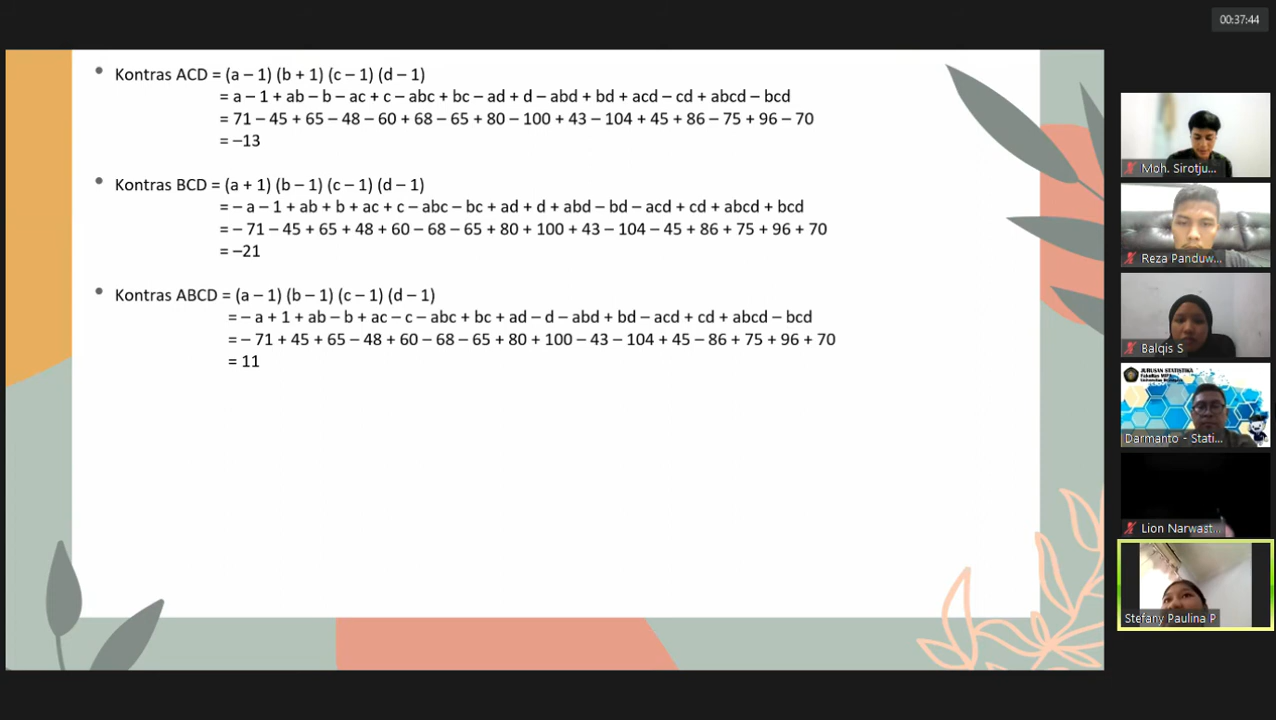 00:37:44
• Kontras ACD = (a – 1) (b + 1) (c – 1) (d – 1)
= a – 1 + ab – b – ac + c – abc + bc – ad + d – abd + bd + acd – cd + abcd – bcd
= 71 – 45 + 65 – 48 – 60 + 68 – 65 + 80 – 100 + 43 – 104 + 45 + 86 – 75 + 96 – 70
= –13
• Kontras BCD = (a + 1) (b – 1) (c – 1) (d – 1)
= – a – 1 + ab + b + ac + c – abc – bc + ad + d + abd – bd – acd + cd + abcd + bcd
= – 71 – 45 + 65 + 48 + 60 – 68 – 65 + 80 + 100 + 43 – 104 – 45 + 86 + 75 + 96 + 70
= –21
• Kontras ABCD = (a – 1) (b – 1) (c – 1) (d – 1)
= – a + 1 + ab – b + ac – c – abc + bc + ad – d – abd + bd – acd + cd + abcd – bcd
= – 71 + 45 + 65 – 48 + 60 – 68 – 65 + 80 + 100 – 43 – 104 + 45 – 86 + 75 + 96 + 70
= 11
Moh. Sirotju...
Reza Panduw...
Balqis S
JURUSAN STATISTIKA
Fakultas MIPA
Darmanto - Stati...
Lion Narwast...
Stefany Paulina P